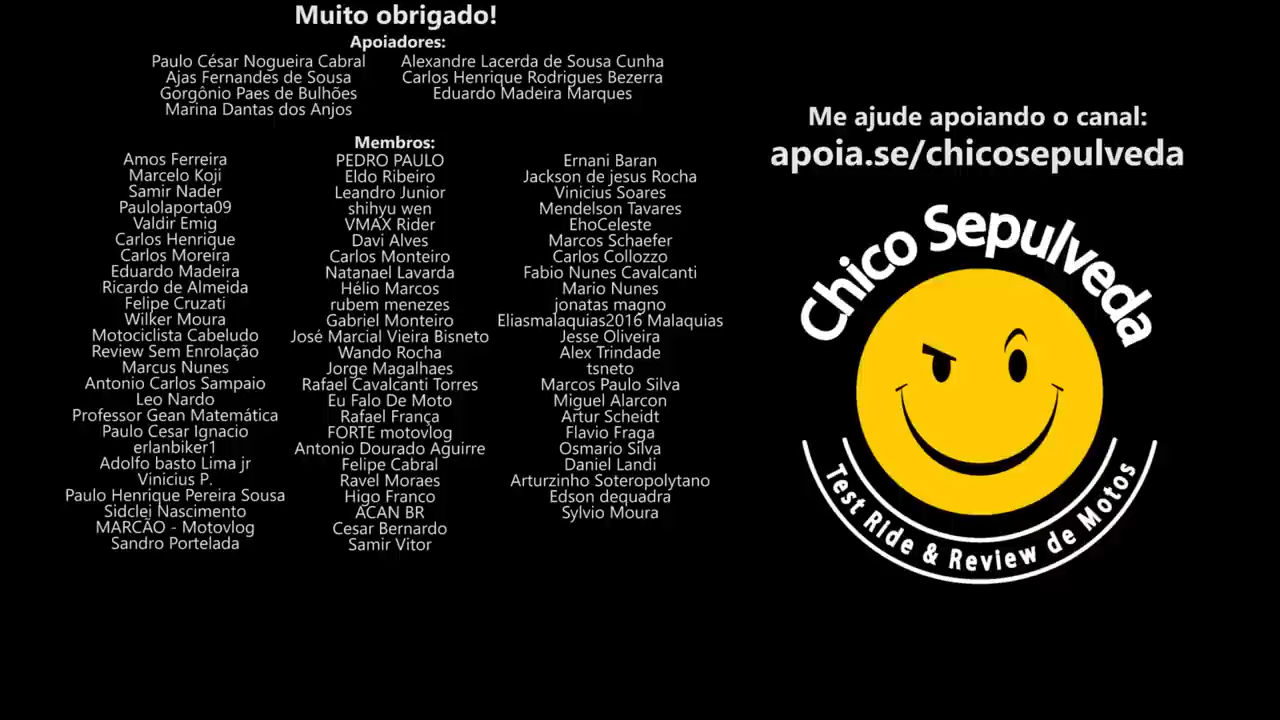 Muito obrigado!
Apoiadores:
Paulo César Nogueira Cabral
Ajas Fernandes de Sousa
Gorgônio Paes de Bulhões
Marina Dantas dos Anjos
Alexandre Lacerda de Sousa Cunha
Carlos Henrique Rodrigues Bezerra
Eduardo Madeira Marques
Membros:
Amos Ferreira
Marcelo Koji
Samir Nader
Paulolaporta09
Valdir Emig
Carlos Henrique
Carlos Moreira
Eduardo Madeira
Ricardo de Almeida
Felipe Cruzati
Wilker Moura
Motociclista Cabeludo
Review Sem Enrolação
Marcus Nunes
Antonio Carlos Sampaio
Leo Nardo
Professor Gean Matemática
Paulo Cesar Ignacio
erlanbiker1
Adolfo basto Lima jr
Vinicius P.
Paulo Henrique Pereira Sousa
Sidclei Nascimento
MARCÃO - Motovlog
Sandro Portelada
PEDRO PAULO
Eldo Ribeiro
Leandro Junior
shihyu wen
VMAX Rider
Davi Alves
Carlos Monteiro
Natanael Lavarda
Hélio Marcos
rubem menezes
Gabriel Monteiro
José Marcial Vieira Bisneto
Wando Rocha
Jorge Magalhaes
Rafael Cavalcanti Torres
Eu Falo De Moto
Rafael França
FORTE motovlog
Antonio Dourado Aguirre
Felipe Cabral
Ravel Moraes
Higo Franco
ACAN BR
Cesar Bernardo
Samir Vitor
Ernani Baran
Jackson de jesus Rocha
Vinicius Soares
Mendelson Tavares
EhoCeleste
Marcos Schaefer
Carlos Collozzo
Fabio Nunes Cavalcanti
Mario Nunes
jonatas magno
Eliasmalaquias2016 Malaquias
Jesse Oliveira
Alex Trindade
tsneto
Marcos Paulo Silva
Miguel Alarcon
Artur Scheidt
Flavio Fraga
Osmario Silva
Daniel Landi
Arturzinho Soteropolytano
Edson dequadra
Sylvio Moura
Me ajude apoiando o canal:
apoia.se/chicosepulveda
Chico Sepulveda
Test Ride & Review de Motos